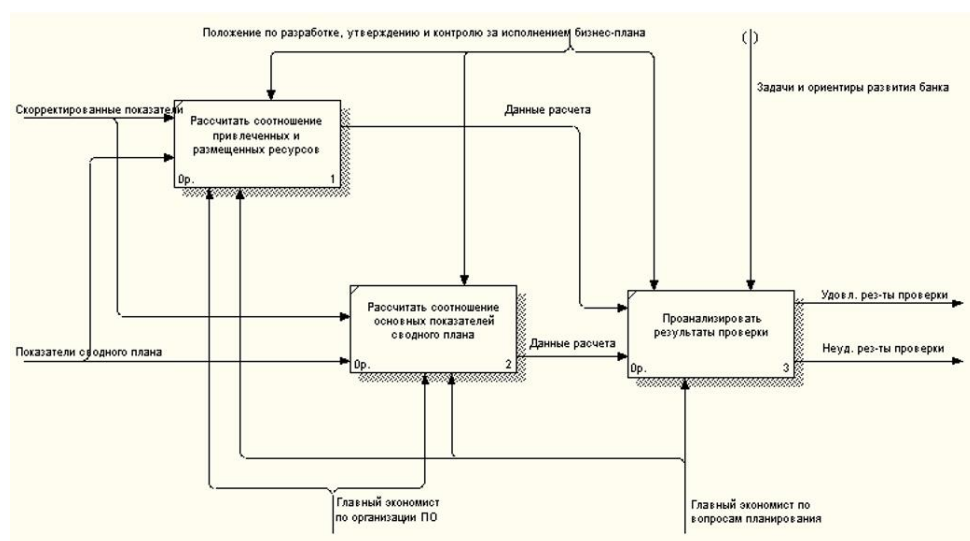 Положение по разработке, утверждению и контролю за исполнением бизнес-плана
( )
Задачи и ориентиры развития банка
Скорректированные показатели
Рассчитать соотношение
привлеченных и
размещенных ресурсов
0р.
1
Данные расчета
Рассчитать соотношение
основных показателей
сводного плана
0р.
2
Показатели сводного плана
Данные расчета
Проанализировать
результаты проверки
0р.
3
Удовл. рез-ты проверки
Неуд. рез-ты проверки
Главный экономист
по организации ПО
Главный экономист по
вопросам планирования